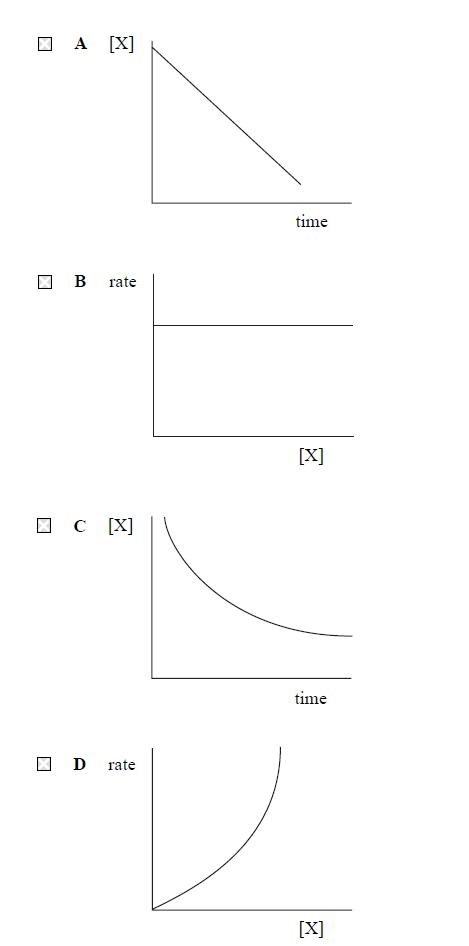 A [X]
time
B rate
[X]
C [X]
time
D rate
[X]